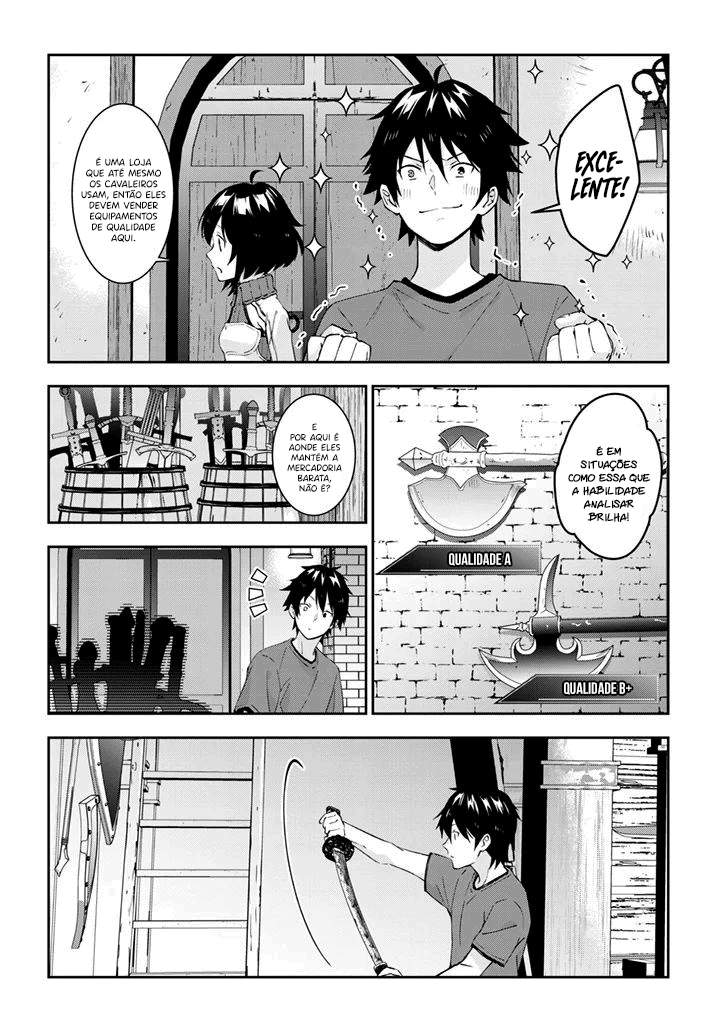 EXCE-
LENTE!
É UMA LOJA
QUE ATÉ MESMO
OS CAVALEIROS
USAM, ENTÃO ELES
DEVEM VENDER
EQUIPAMENTOS
DE QUALIDADE
AQUI.
É EM
SITUAÇÕES
COMO ESSA QUE
A HABILIDADE
ANALISAR
BRILHA!
QUALIDADE A
QUALIDADE B+
E
POR AQUI É
AONDE ELES
MANTÉM A
MERCADORIA
BARATA,
NÃO É?